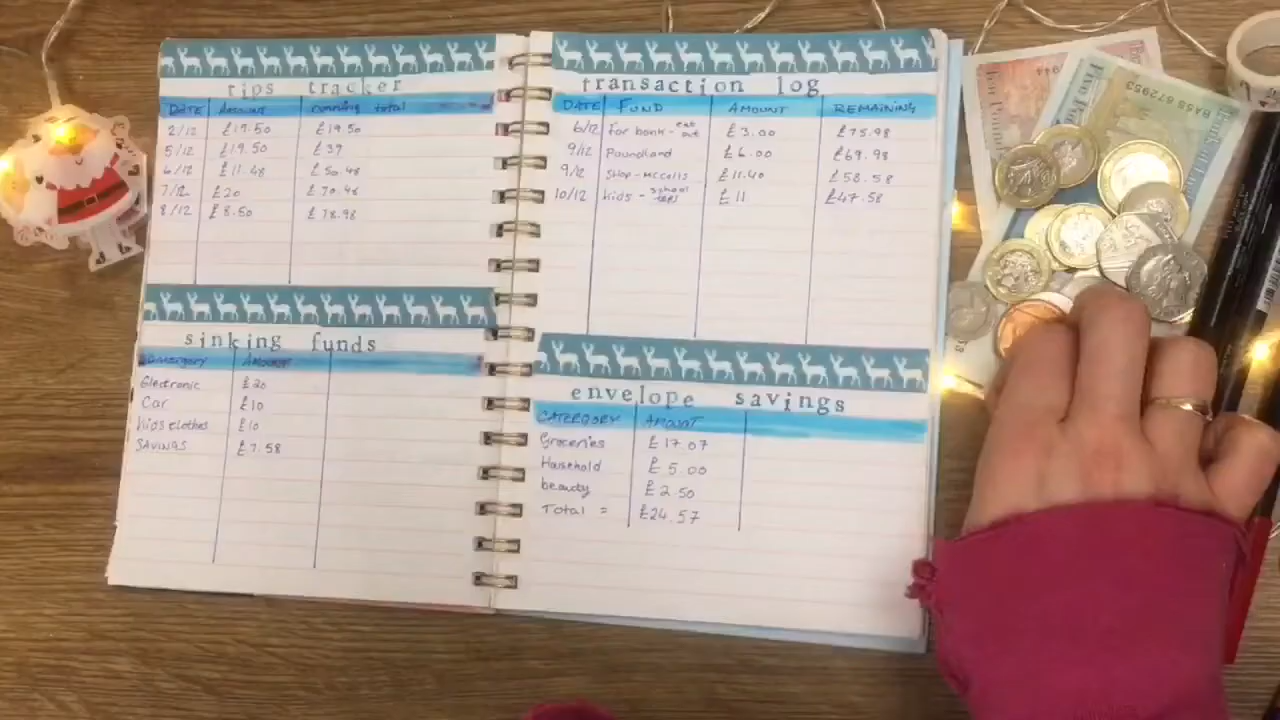 tips tracker
DATE Amount running total
2/12 £19.50 £19.50
5/12 £19.50 £39
6/12 £11.48 £50.48
7/12 £20 £70.48
8/12 £8.50 £78.98
sinking funds
Category Amount
Electronic £20
Car £10
Kids clothes £10
SAVINGS £7.58
transaction log
DATE FUND AMOUNT REMAINING
6/12 for bank - eat out £3.00 £75.98
9/12 Poundland £6.00 £69.98
9/12 Shop - McColls £11.40 £58.58
10/12 Kids - school £11 £47.58
envelope savings
CATEGORY AMOUNT
Groceries £17.07
Household £5.00
beauty £2.50
Total = £24.57
Five Pounds
BA58 872953
944